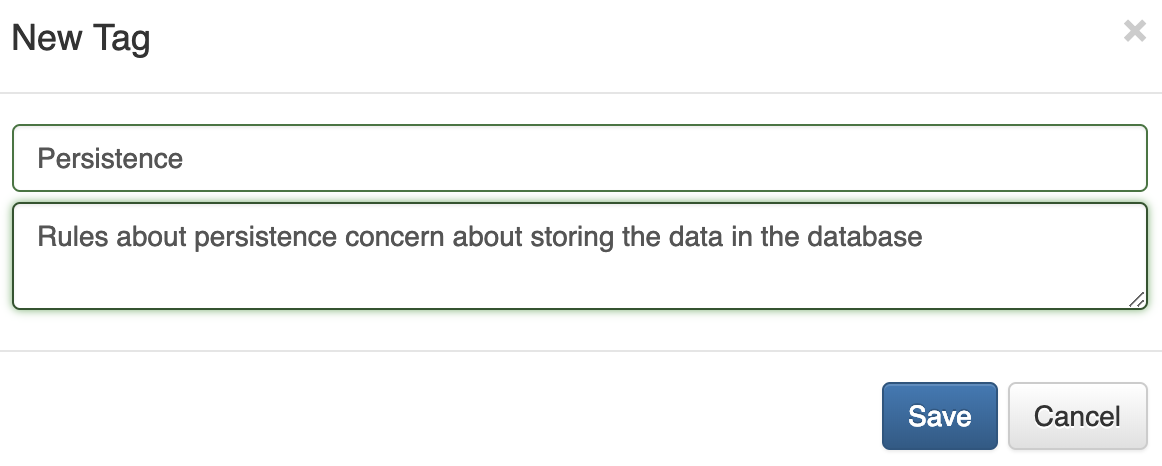 New Tag
Persistence
Rules about persistence concern about storing the data in the database
Save Cancel